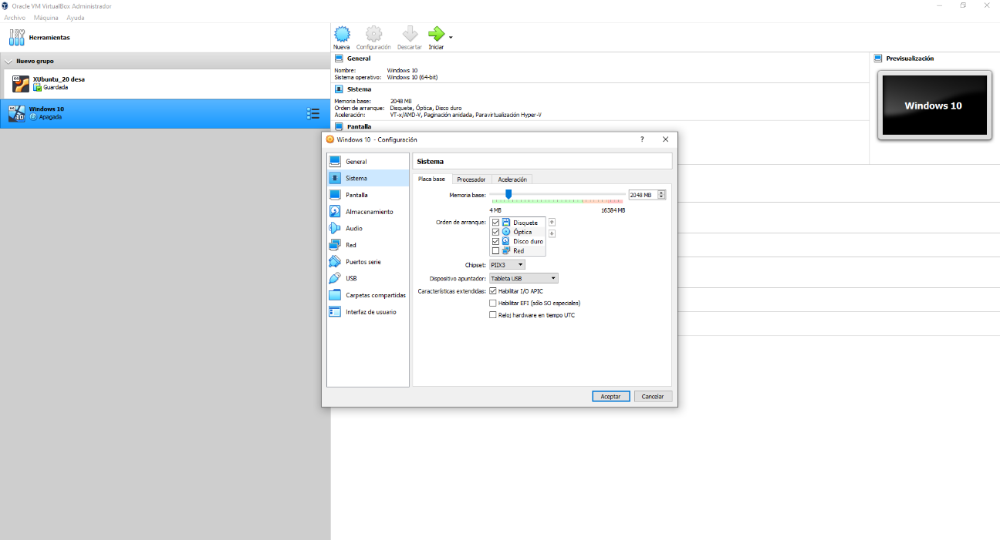 Oracle VM VirtualBox Administrador
Archivo Máquina Ayuda
Herramientas
Nuevo grupo
64
XUbuntu_20 desa
Guardada
64
10
Windows 10
Apagada
Nueva Configuración Descartar Iniciar
General
Nombre: Windows 10
Sistema operativo: Windows 10 (64-bit)
Sistema
Memoria base: 2048 MB
Orden de arranque: Disquete, Óptica, Disco duro
Aceleración: VT-x/AMD-V, Paginación anidada, Paravirtualización Hyper-V
Pantalla
Previsualización
Windows 10
Windows 10 - Configuración
?
General
Sistema
Pantalla
Almacenamiento
Audio
Red
Puertos serie
USB
Carpetas compartidas
Interfaz de usuario
Sistema
Placa base Procesador Aceleración
Memoria base: 2048 MB
4 MB 16384 MB
Orden de arranque: Disquete
Óptica
Disco duro
Red
Chipset: PIIX3
Dispositivo apuntador: Tableta USB
Características extendidas: Habilitar I/O APIC
Habilitar EFI (sólo SO especiales)
Reloj hardware en tiempo UTC
Aceptar Cancelar